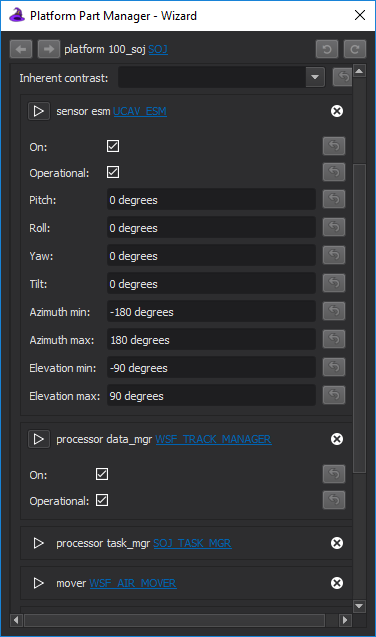 Platform Part Manager - Wizard
platform 100_soj SOJ
Inherent contrast:
sensor esm UCAV_ESM
On:
Operational:
Pitch: 0 degrees
Roll: 0 degrees
Yaw: 0 degrees
Tilt: 0 degrees
Azimuth min: -180 degrees
Azimuth max: 180 degrees
Elevation min: -90 degrees
Elevation max: 90 degrees
processor data_mgr WSF_TRACK_MANAGER
On:
Operational:
processor task_mgr SOJ_TASK_MGR
mover WSF_AIR_MOVER